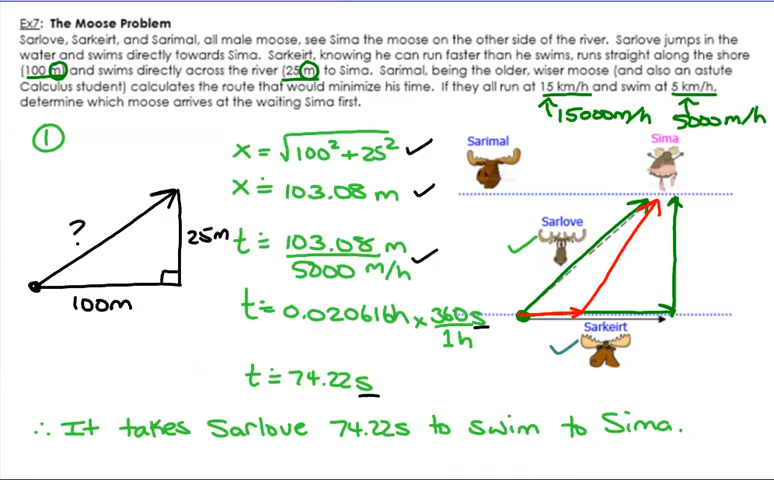 Ex7: The Moose Problem
Sarlove, Sarkeirt, and Sarimal, all male moose, see Sima the moose on the other side of the river. Sarlove jumps in the
water and swims directly towards Sima. Sarkeirt, knowing he can run faster than he swims, runs straight along the shore
(100 m) and swims directly across the river (25 m) to Sima. Sarimal, being the older, wiser moose (and also an astute
Calculus student) calculates the route that would minimize his time. If they all run at 15 km/h and swim at 5 km/h,
determine which moose arrives at the waiting Sima first.
15000m/h
5000m/h
①
x = √100² + 25²
x ≐ 103.08 m
t ≐ 103.08 m
5000 m/h
t ≐ 0.020616h × 360s
1h
t ≐ 74.22s
?
25m
100m
Sarimal
Sima
Sarlove
Sarkeirt
∴ It takes Sarlove 74.22s to swim to Sima.